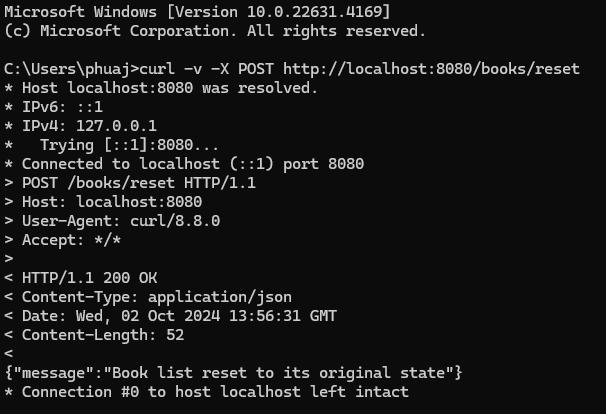 Microsoft Windows [Version 10.0.22631.4169]
(c) Microsoft Corporation. All rights reserved.

C:\Users\phuaj>curl -v -X POST http://localhost:8080/books/reset
* Host localhost:8080 was resolved.
* IPv6: ::1
* IPv4: 127.0.0.1
*   Trying [::1]:8080...
* Connected to localhost (::1) port 8080
> POST /books/reset HTTP/1.1
> Host: localhost:8080
> User-Agent: curl/8.8.0
> Accept: */*
>
< HTTP/1.1 200 OK
< Content-Type: application/json
< Date: Wed, 02 Oct 2024 13:56:31 GMT
< Content-Length: 52
<
{"message":"Book list reset to its original state"}
* Connection #0 to host localhost left intact